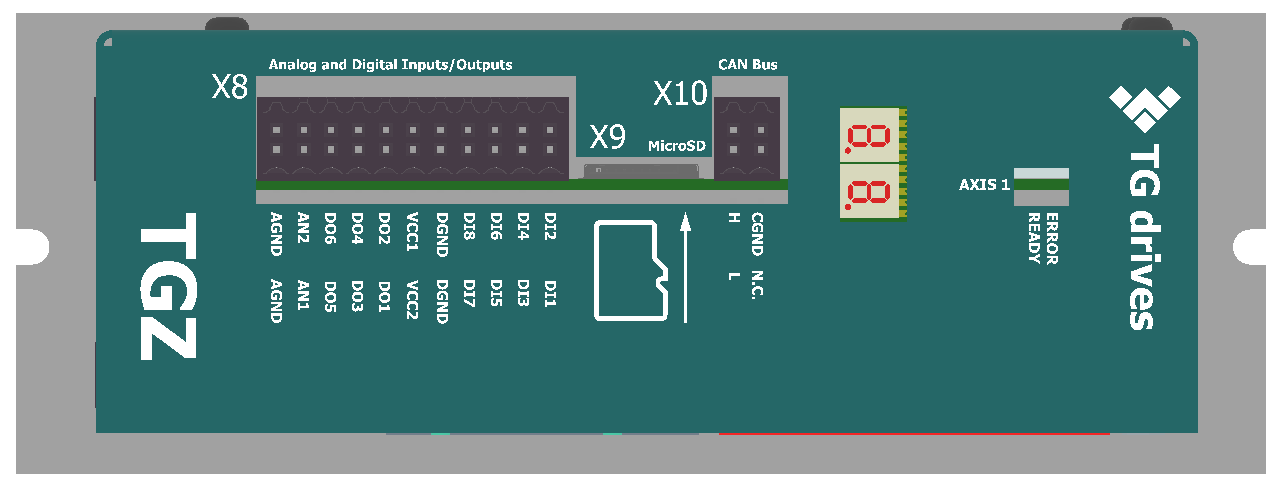 Analog and Digital Inputs/Outputs
X8
CAN Bus
X10
X9
MicroSD
AXIS 1
ERROR
READY
AGND AN2 DO6 DO4 DO2 VCC1 DGND DI8 DI6 DI4 DI2
AGND AN1 DO5 DO3 DO1 VCC2 DGND DI7 DI5 DI3 DI1
H CGND
L N.C.
8.
8.
TGZ
TG drives